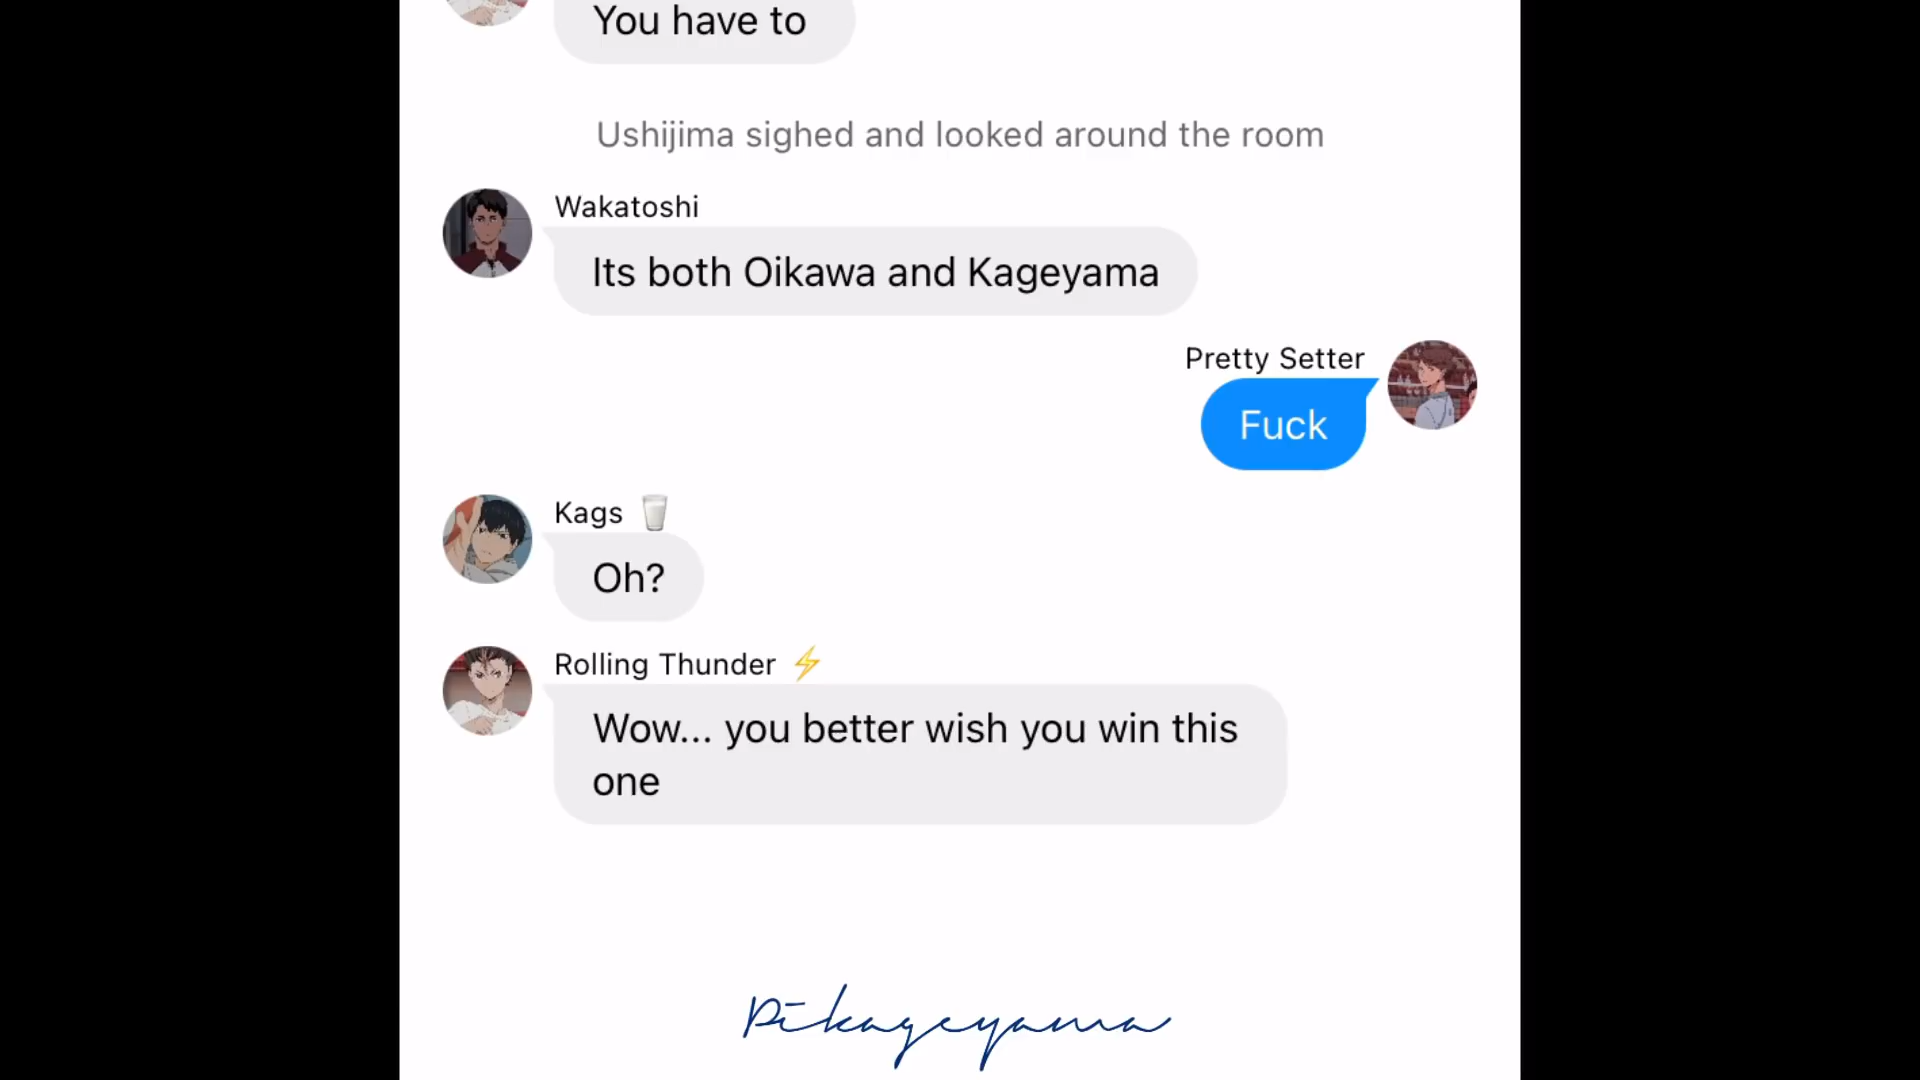 You have to
Ushijima sighed and looked around the room
Wakatoshi
Its both Oikawa and Kageyama
Pretty Setter
Fuck
Kags 🥛
Oh?
Rolling Thunder ⚡
Wow... you better wish you win this
one
Pikageyama